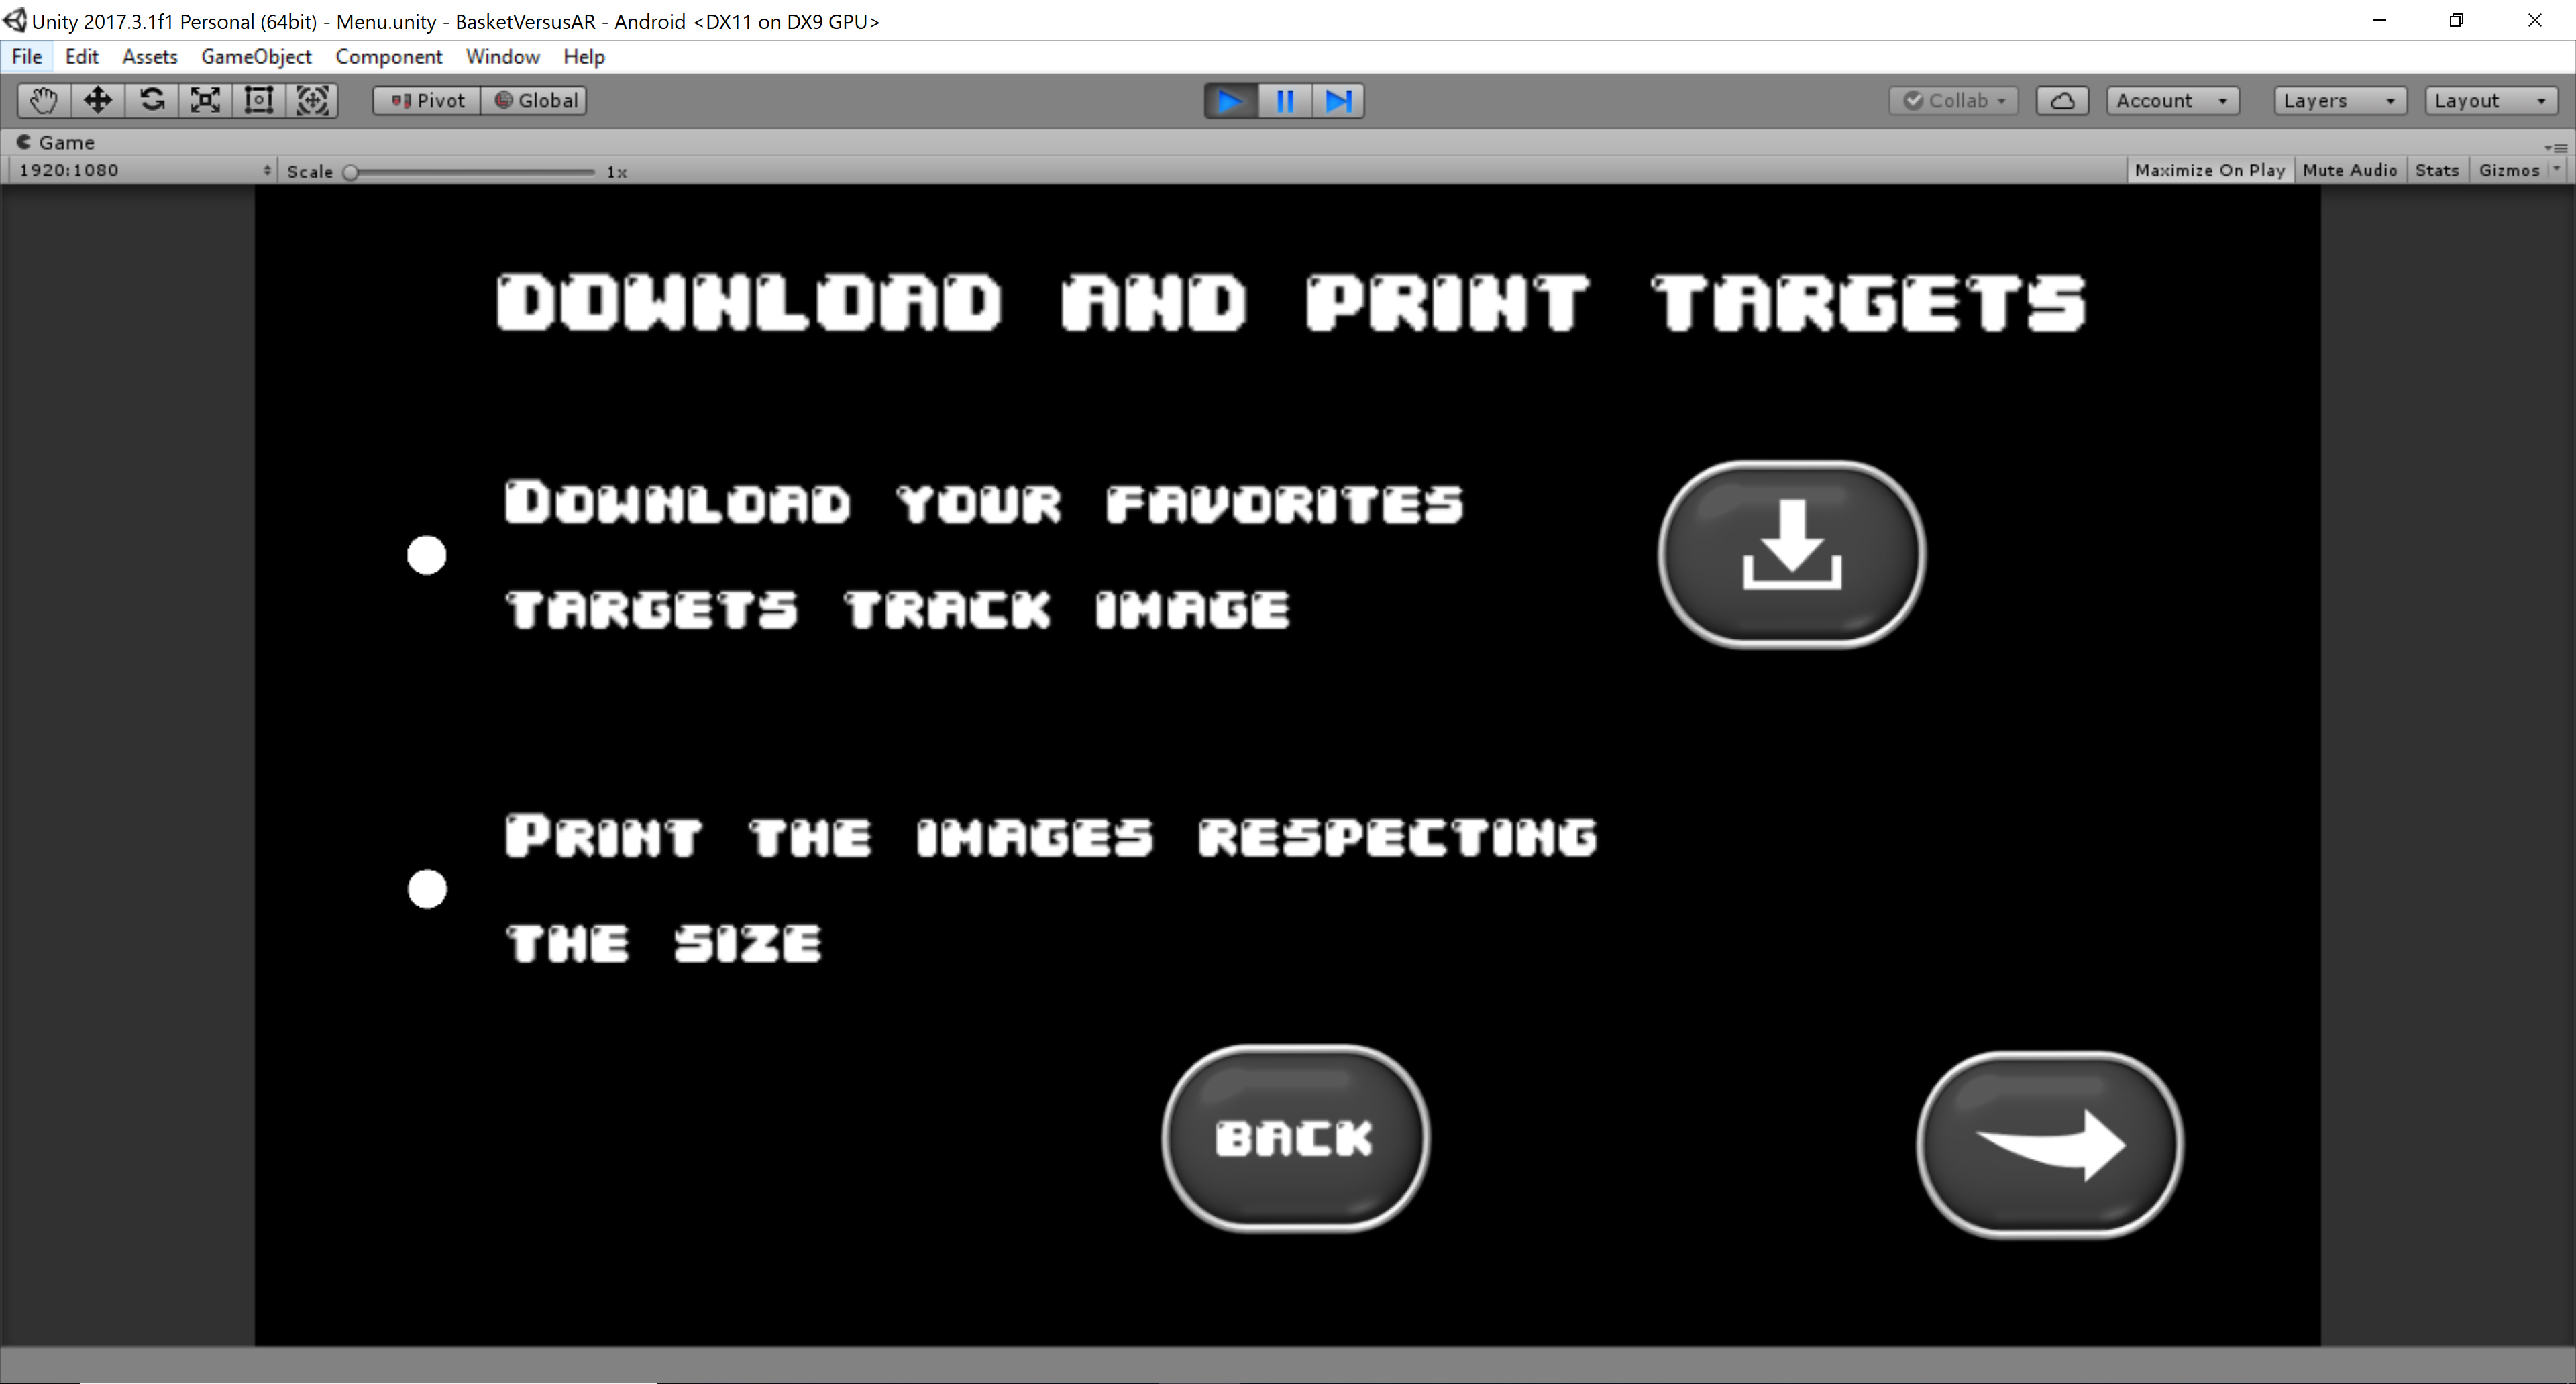 Unity 2017.3.1f1 Personal (64bit) - Menu.unity - BasketVersusAR - Android <DX11 on DX9 GPU>
File Edit Assets GameObject Component Window Help
Pivot Global Collab Account Layers Layout
Game
1920:1080 Scale 1x Maximize On Play Mute Audio Stats Gizmos
DOWNLOAD AND PRINT TARGETS
DOWNLOAD YOUR FAVORITES
TARGETS TRACK IMAGE
PRINT THE IMAGES RESPECTING
THE SIZE
BACK